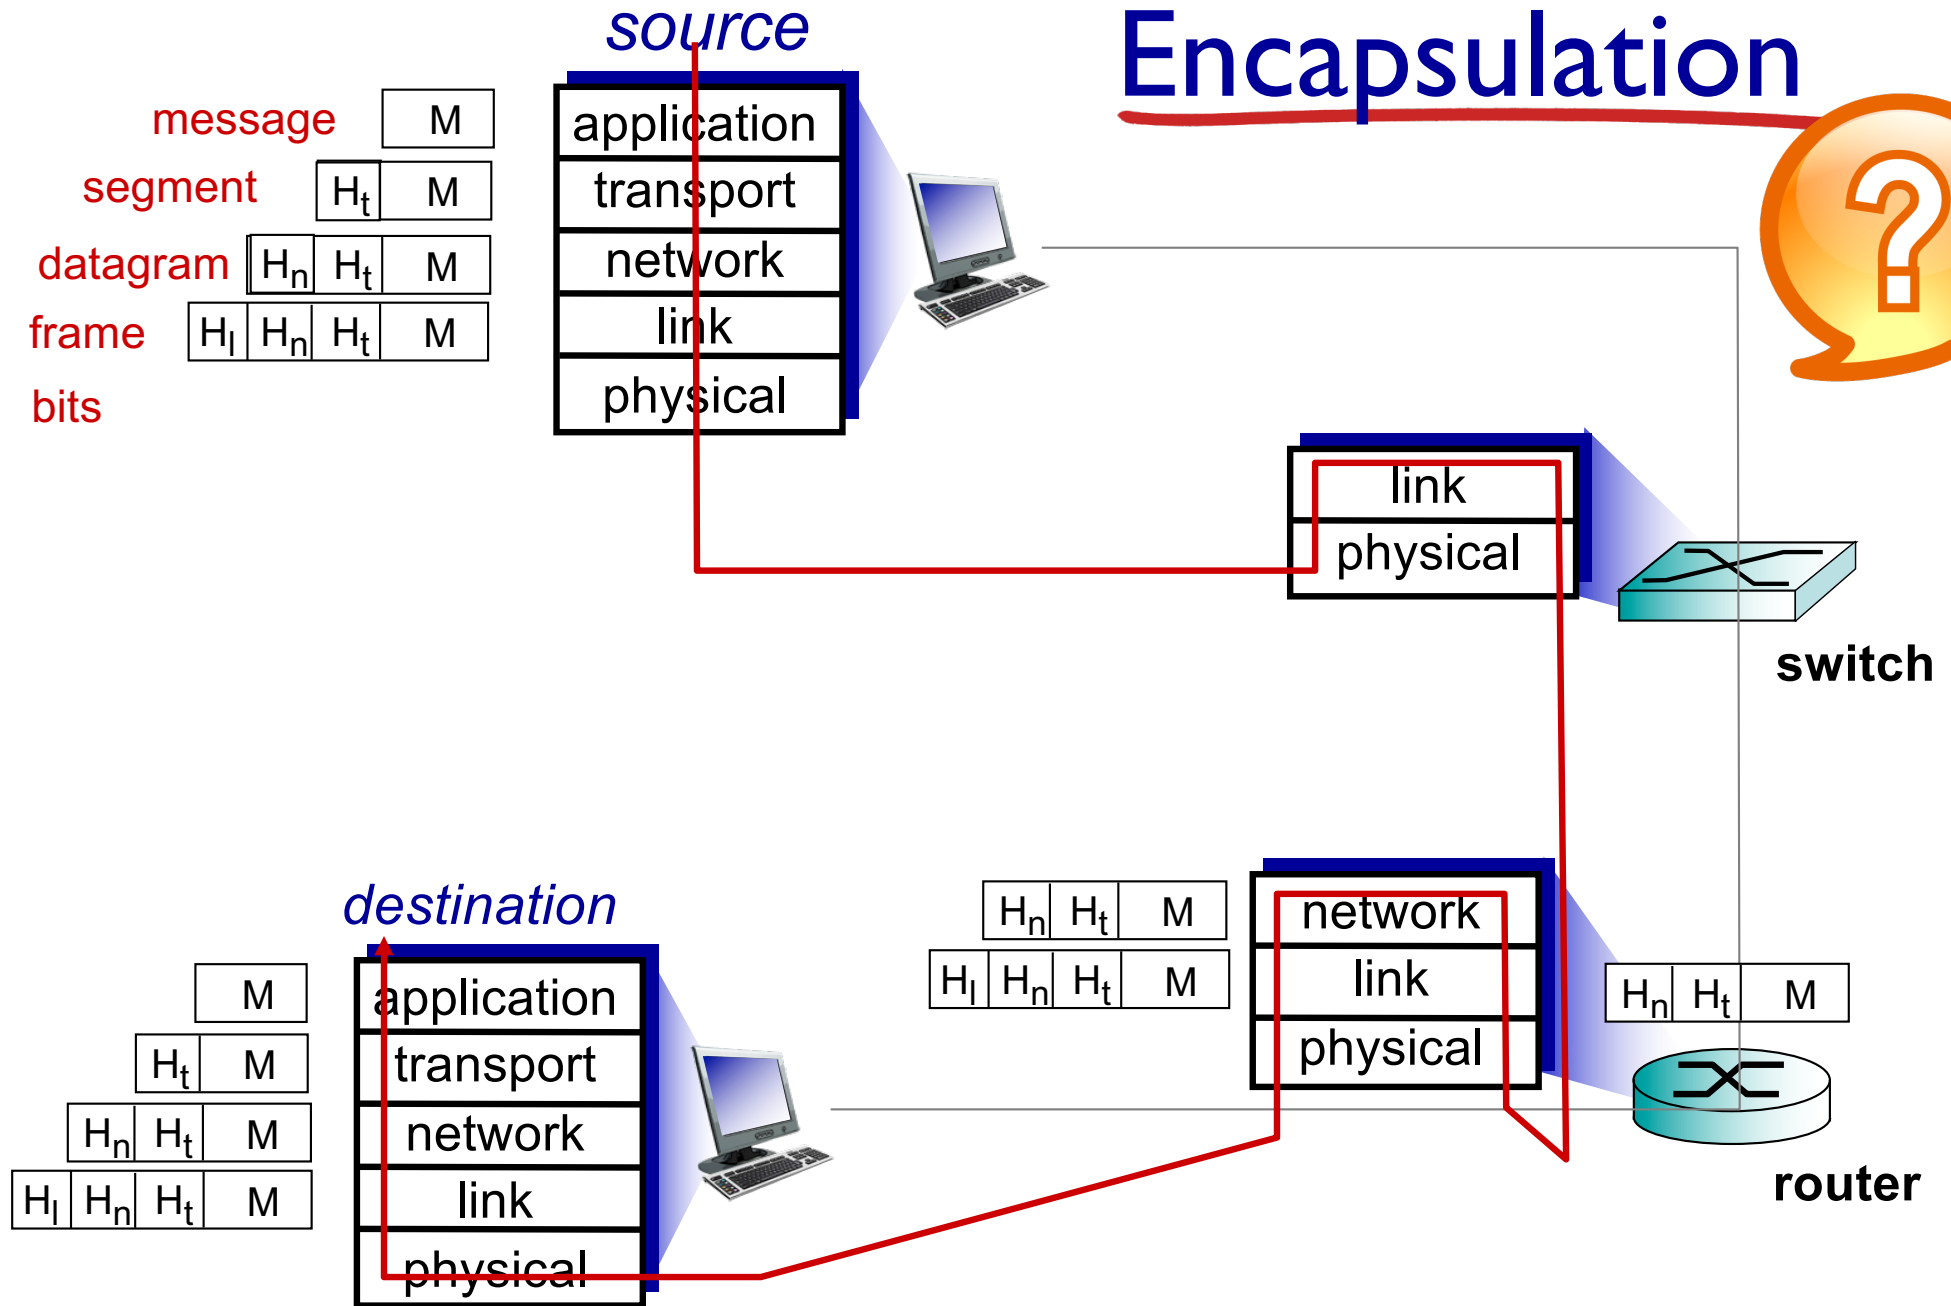 source
Encapsulation
message M
segment Ht M
datagram Hn Ht M
frame Hl Hn Ht M
bits
application
transport
network
link
physical
?
link
physical
switch
destination
M
Ht M
Hn Ht M
Hl Hn Ht M
application
transport
network
link
physical
Hn Ht M
Hl Hn Ht M
network
link
physical
Hn Ht M
router